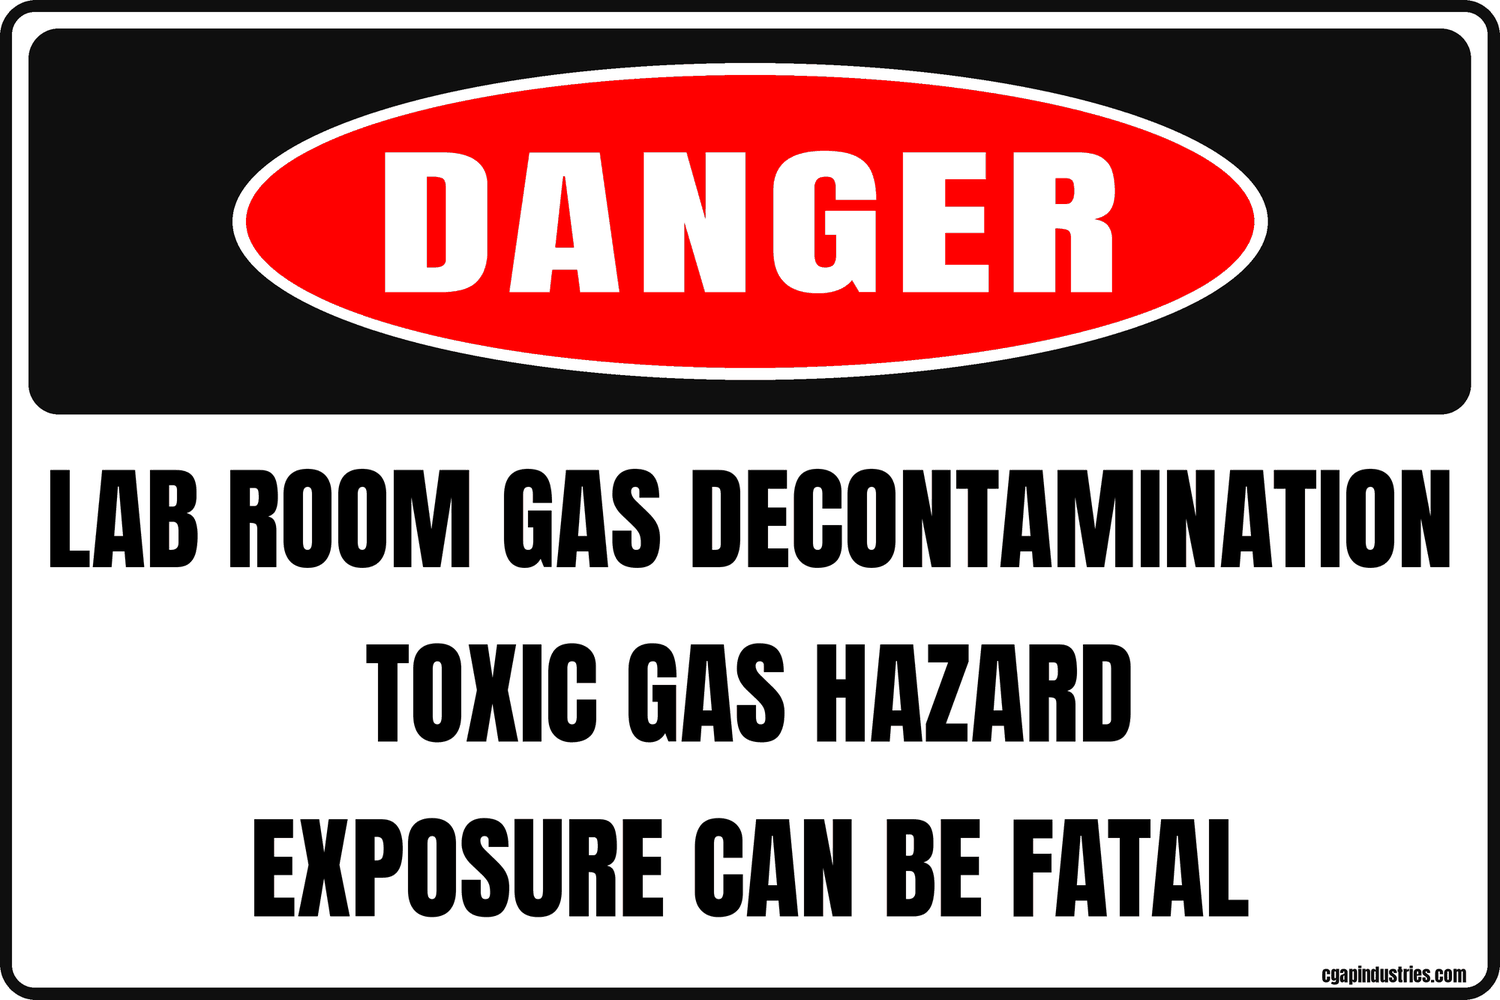 DANGER
LAB ROOM GAS DECONTAMINATION
TOXIC GAS HAZARD
EXPOSURE CAN BE FATAL
cgapindustries.com